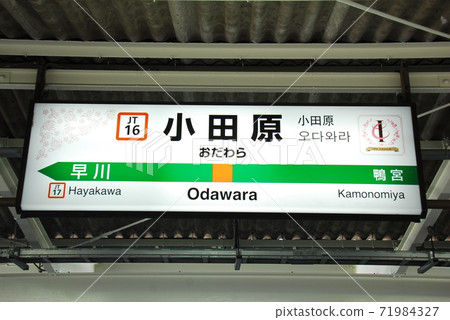 JT
16
小田原
小田原
오다와라
おだわら
早川
鴨宮
JT
17
Hayakawa
Odawara
Kamonomiya
71984327